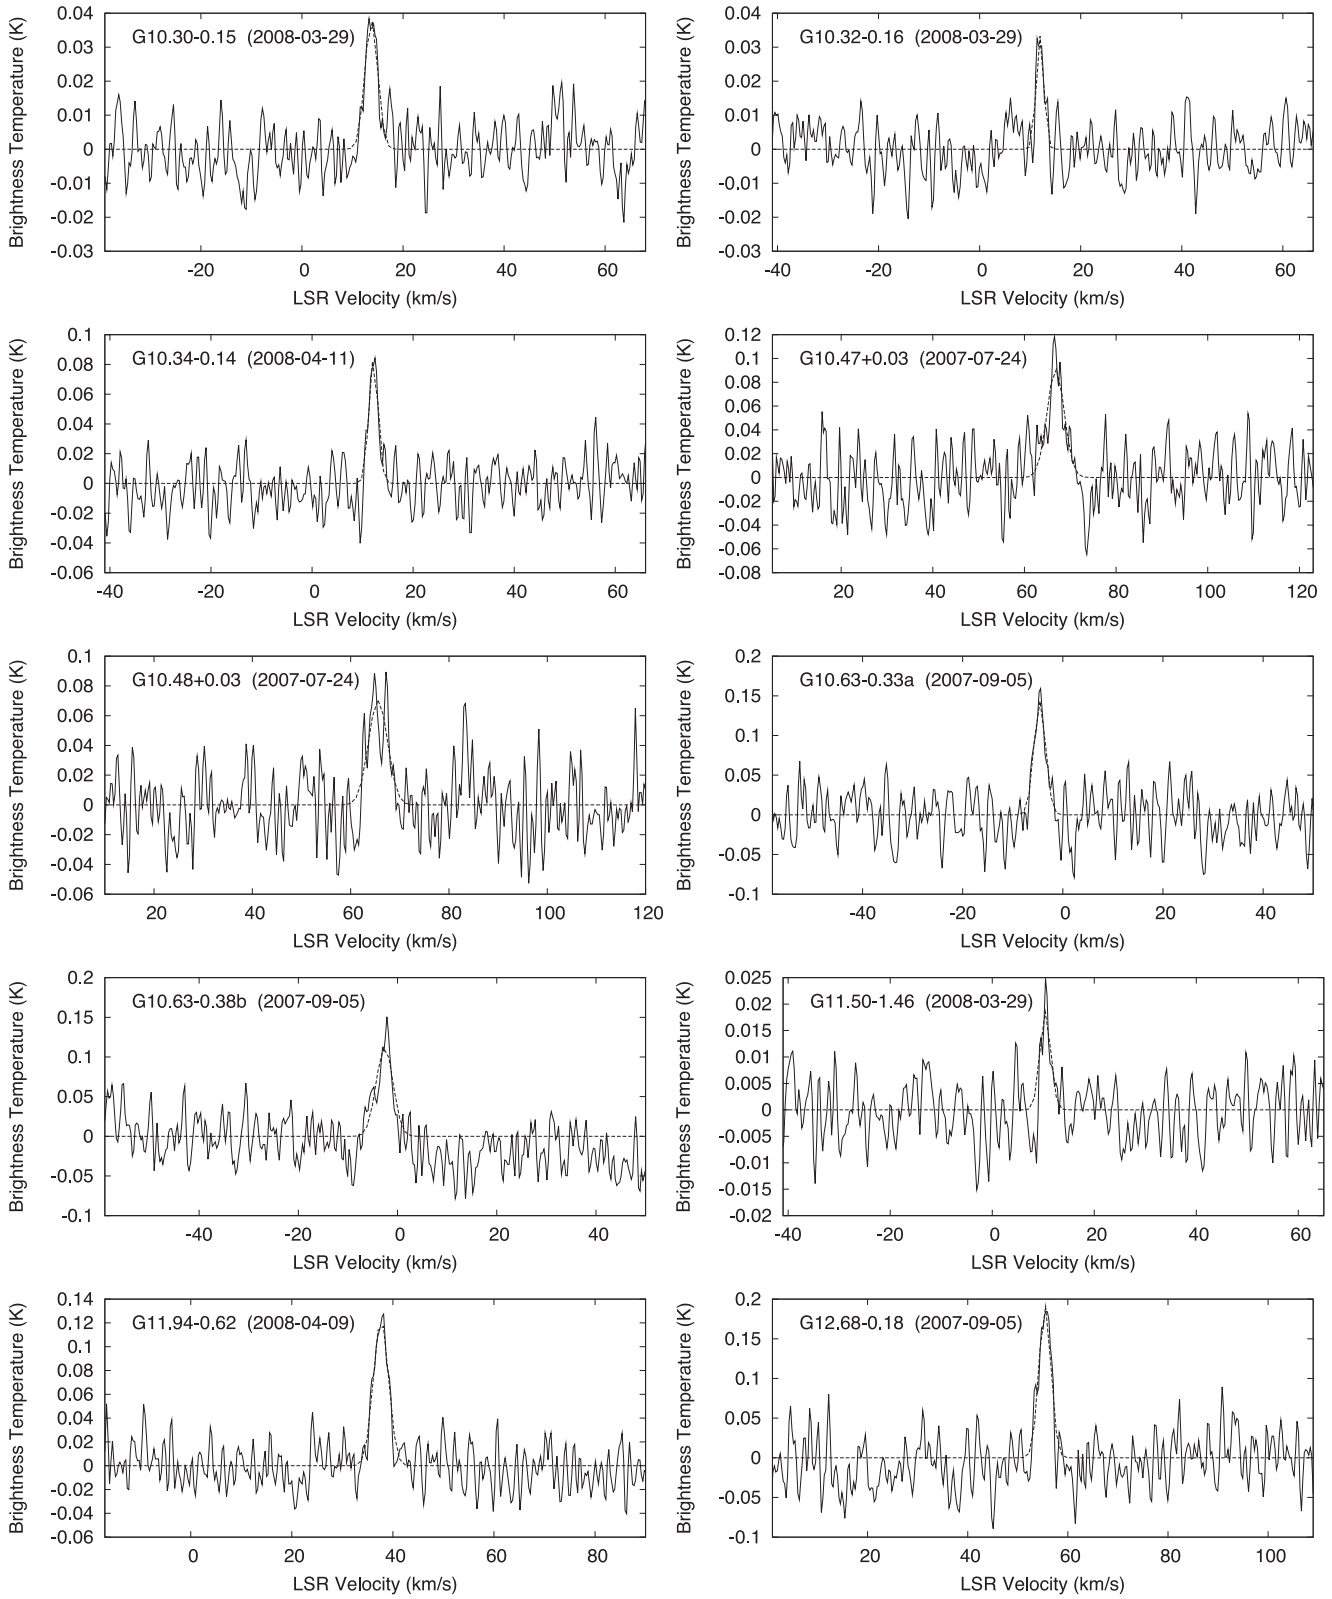 0.04
0.03
0.02
0.01
0
-0.01
-0.02
-0.03
Brightness Temperature (K)
G10.30-0.15 (2008-03-29)
-20 0 20 40 60
LSR Velocity (km/s)
0.04
0.03
0.02
0.01
0
-0.01
-0.02
-0.03
Brightness Temperature (K)
G10.32-0.16 (2008-03-29)
-40 -20 0 20 40 60
LSR Velocity (km/s)
0.1
0.08
0.06
0.04
0.02
0
-0.02
-0.04
-0.06
Brightness Temperature (K)
G10.34-0.14 (2008-04-11)
-40 -20 0 20 40 60
LSR Velocity (km/s)
0.12
0.1
0.08
0.06
0.04
0.02
0
-0.02
-0.04
-0.06
-0.08
Brightness Temperature (K)
G10.47+0.03 (2007-07-24)
20 40 60 80 100 120
LSR Velocity (km/s)
0.1
0.08
0.06
0.04
0.02
0
-0.02
-0.04
-0.06
Brightness Temperature (K)
G10.48+0.03 (2007-07-24)
20 40 60 80 100 120
LSR Velocity (km/s)
0.2
0.15
0.1
0.05
0
-0.05
-0.1
Brightness Temperature (K)
G10.63-0.33a (2007-09-05)
-40 -20 0 20 40
LSR Velocity (km/s)
0.2
0.15
0.1
0.05
0
-0.05
-0.1
Brightness Temperature (K)
G10.63-0.38b (2007-09-05)
-40 -20 0 20 40
LSR Velocity (km/s)
0.025
0.02
0.015
0.01
0.005
0
-0.005
-0.01
-0.015
-0.02
Brightness Temperature (K)
G11.50-1.46 (2008-03-29)
-40 -20 0 20 40 60
LSR Velocity (km/s)
0.14
0.12
0.1
0.08
0.06
0.04
0.02
0
-0.02
-0.04
-0.06
Brightness Temperature (K)
G11.94-0.62 (2008-04-09)
0 20 40 60 80
LSR Velocity (km/s)
0.2
0.15
0.1
0.05
0
-0.05
-0.1
Brightness Temperature (K)
G12.68-0.18 (2007-09-05)
20 40 60 80 100
LSR Velocity (km/s)